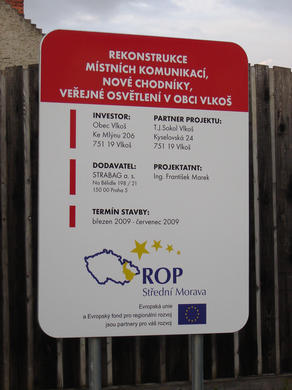 REKONSTRUKCE
MÍSTNÍCH KOMUNIKACÍ,
NOVÉ CHODNÍKY,
VEŘEJNÉ OSVĚTLENÍ V OBCI VLKOŠ
INVESTOR:
Obec Vlkoš
Ke Mlýnu 206
751 19 Vlkoš
PARTNER PROJEKTU:
T.J.Sokol Vlkoš
Kyselovská 24
751 19 Vlkoš
DODAVATEL:
STRABAG a. s.
Na Bělidle 198 / 21
150 00 Praha 5
PROJEKTATNT:
Ing. František Marek
TERMÍN STAVBY:
březen 2009 - červenec 2009
ROP
Střední Morava
Evropská unie
a Evropský fond pro regionální rozvoj
jsou partnery pro váš rozvoj